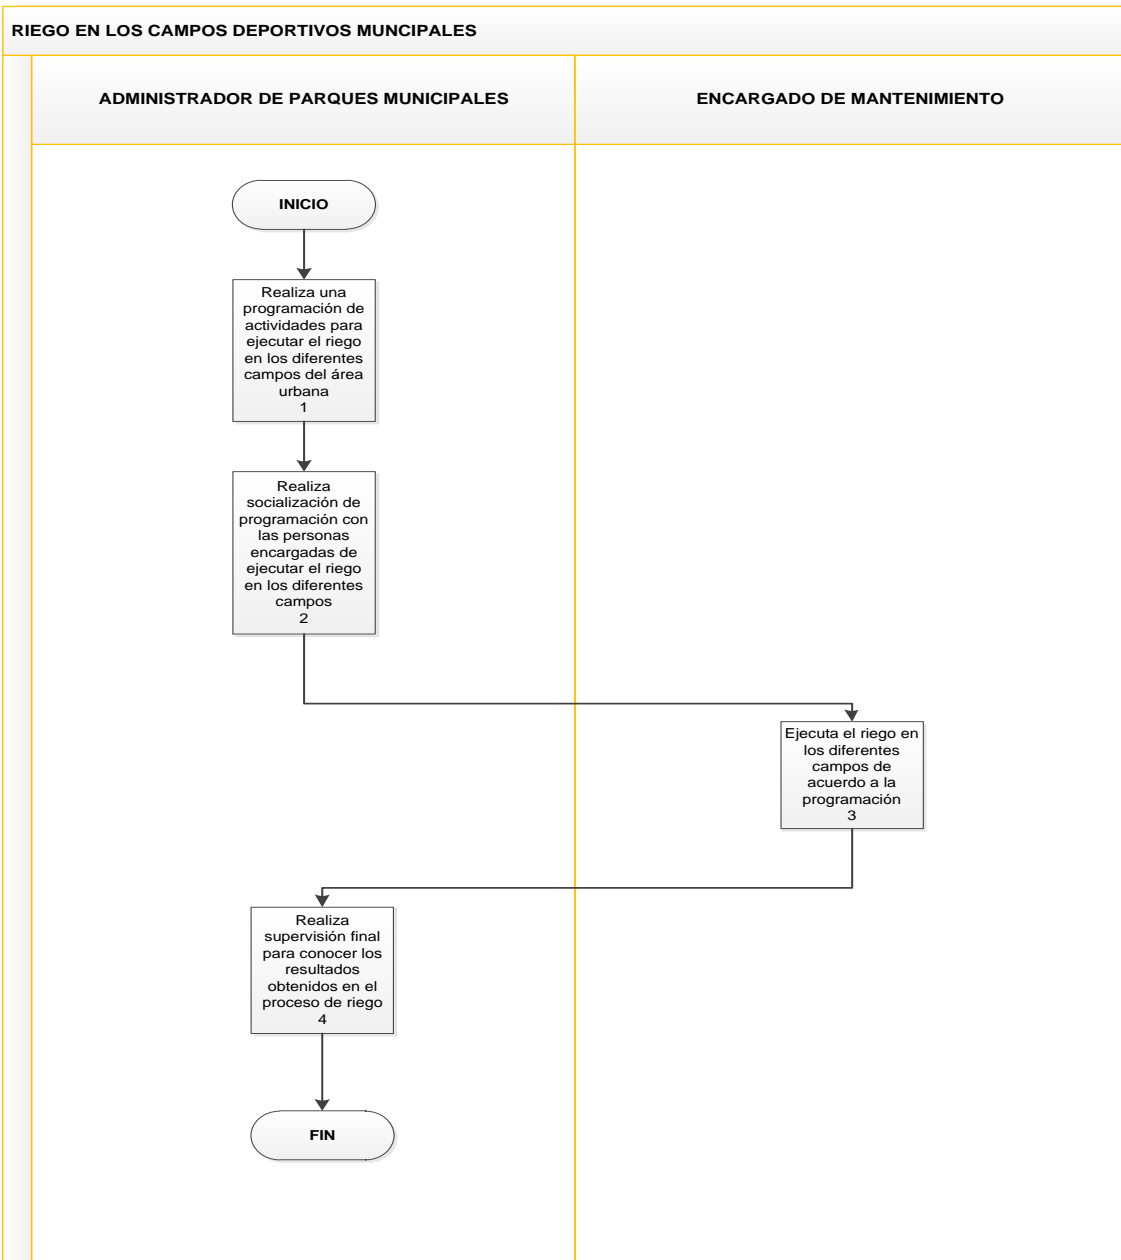 RIEGO EN LOS CAMPOS DEPORTIVOS MUNCIPALES
ADMINISTRADOR DE PARQUES MUNICIPALES
ENCARGADO DE MANTENIMIENTO
INICIO
Realiza una
programación de
actividades para
ejecutar el riego
en los diferentes
campos del área
urbana
1
Realiza
socialización de
programación con
las personas
encargadas de
ejecutar el riego
en los diferentes
campos
2
Ejecuta el riego en
los diferentes
campos de
acuerdo a la
programación
3
Realiza
supervisión final
para conocer los
resultados
obtenidos en el
proceso de riego
4
FIN